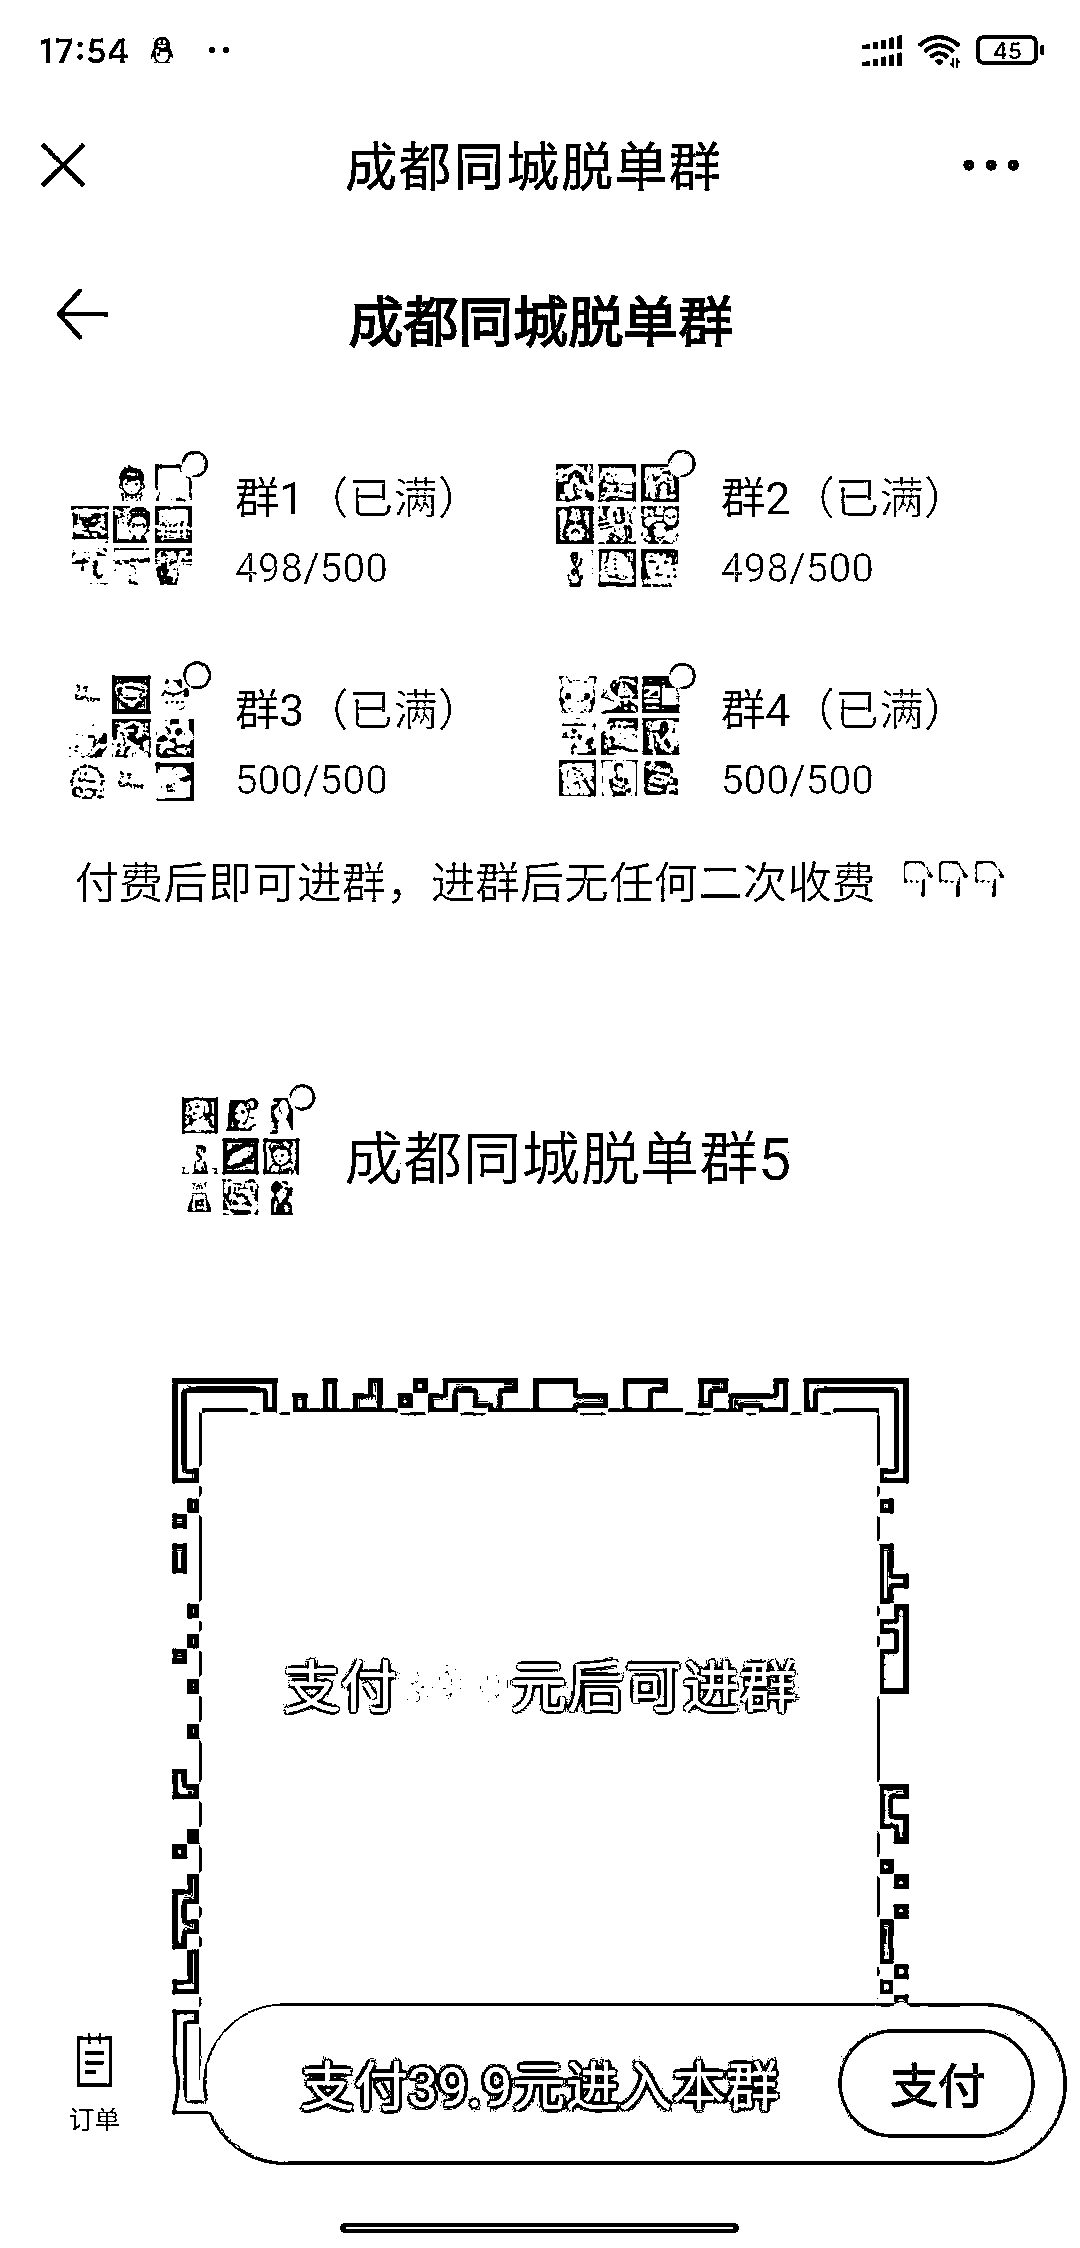 17:54
45
成都同城脱单群
成都同城脱单群
群1（已满）
498/500
群2（已满）
498/500
群3（已满）
500/500
群4（已满）
500/500
付费后即可进群，进群后无任何二次收费 👇👇👇
成都同城脱单群5
支付 元后可进群
订单
支付39.9元进入本群
支付